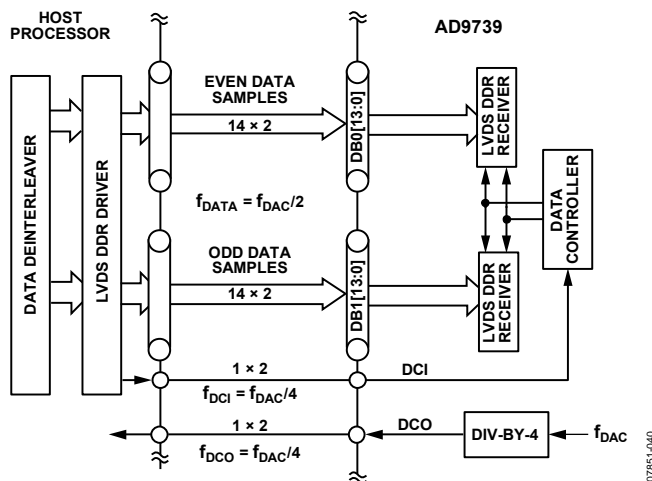 HOST
PROCESSOR
AD9739
DATA DEINTERLEAVER
LVDS DDR DRIVER
EVEN DATA
SAMPLES
14 × 2
DB0[13:0]
LVDS DDR
RECEIVER
fDATA = fDAC/2
DATA
CONTROLLER
ODD DATA
SAMPLES
14 × 2
DB1[13:0]
LVDS DDR
RECEIVER
1 × 2
DCI
fDCI = fDAC/4
1 × 2
DCO
DIV-BY-4
fDAC
fDCO = fDAC/4
07851-040